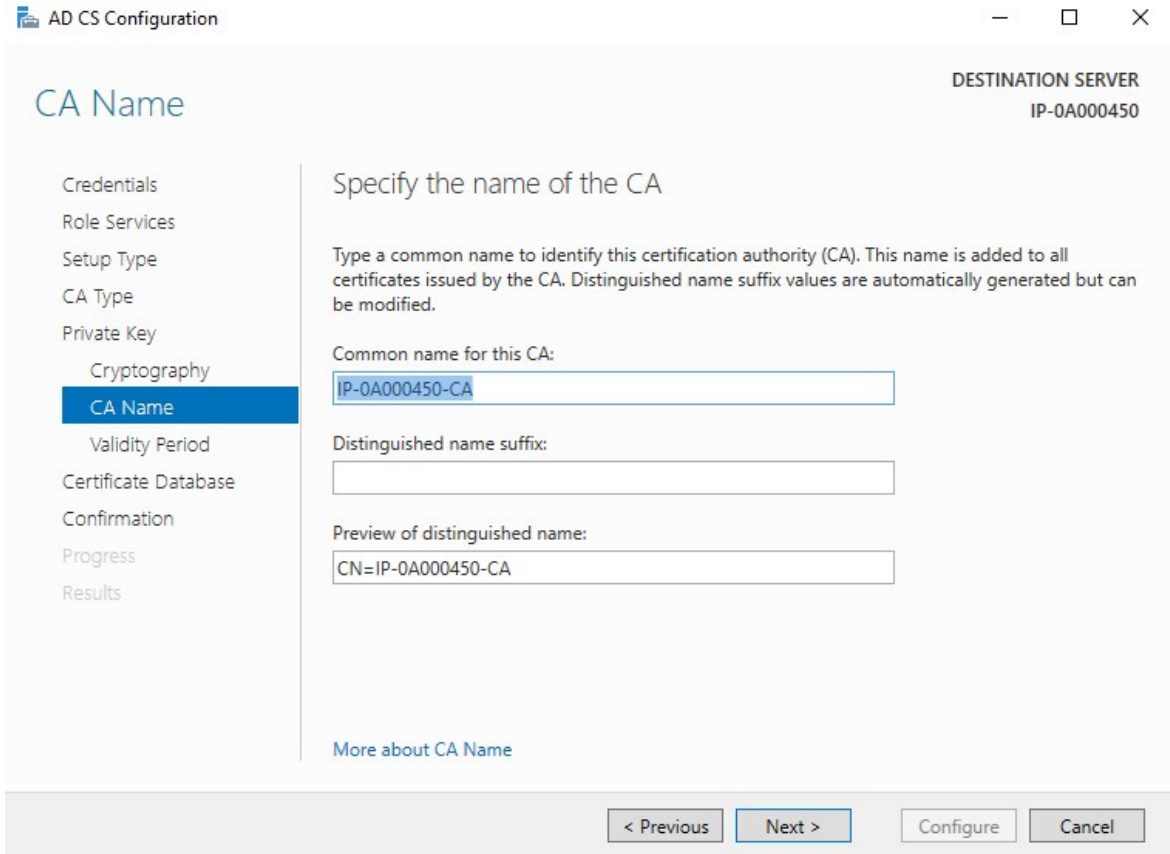 AD CS Configuration
CA Name
DESTINATION SERVER
IP-0A000450
Credentials
Role Services
Setup Type
CA Type
Private Key
Cryptography
CA Name
Validity Period
Certificate Database
Confirmation
Progress
Results
Specify the name of the CA
Type a common name to identify this certification authority (CA). This name is added to all
certificates issued by the CA. Distinguished name suffix values are automatically generated but can
be modified.
Common name for this CA:
IP-0A000450-CA
Distinguished name suffix:
Preview of distinguished name:
CN=IP-0A000450-CA
More about CA Name
< Previous
Next >
Configure
Cancel